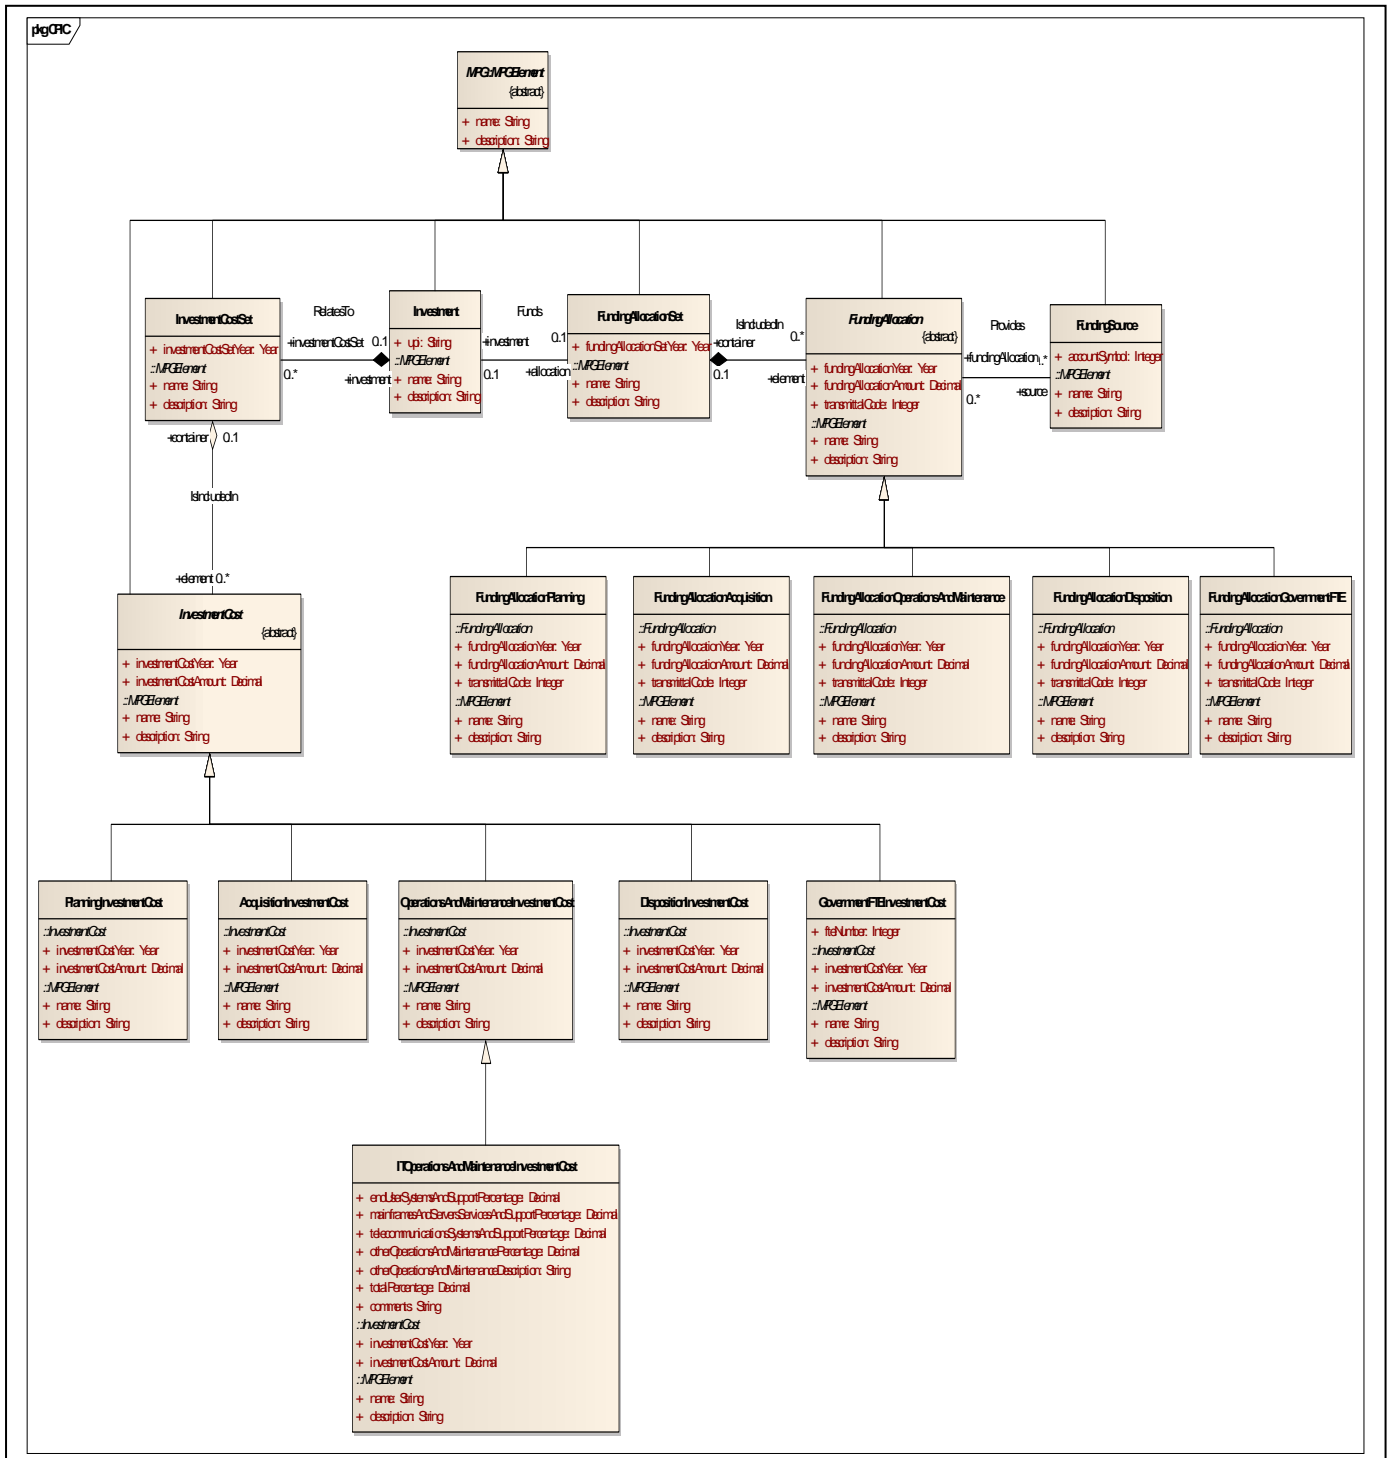 pkg CPIC
MPG::MPGElement
{abstract}
+ name: String
+ description: String
InvestmentCostSet
+ investmentCostSetYear: Year
::MPGElement
+ name: String
+ description: String
RelatesTo
+investmentCostSet
0..1
0..*
+investment
Investment
+ upi: String
::MPGElement
+ name: String
+ description: String
Funds
+investment
0..1
0..1
+allocation
FundingAllocationSet
+ fundingAllocationSetYear: Year
::MPGElement
+ name: String
+ description: String
IsIncludedIn
+container
0..*
0..1
+element
FundingAllocation
{abstract}
+ fundingAllocationYear: Year
+ fundingAllocationAmount: Decimal
+ transmittalCode: Integer
::MPGElement
+ name: String
+ description: String
Provides
+fundingAllocation
..*
0..*
+source
FundingSource
+ accountSymbol: Integer
::MPGElement
+ name: String
+ description: String
+container
0..1
IsIncludedIn
+element 0..*
InvestmentCost
{abstract}
+ investmentCostYear: Year
+ investmentCostAmount: Decimal
::MPGElement
+ name: String
+ description: String
FundingAllocationPlanning
::FundingAllocation
+ fundingAllocationYear: Year
+ fundingAllocationAmount: Decimal
+ transmittalCode: Integer
::MPGElement
+ name: String
+ description: String
FundingAllocationAcquisition
::FundingAllocation
+ fundingAllocationYear: Year
+ fundingAllocationAmount: Decimal
+ transmittalCode: Integer
::MPGElement
+ name: String
+ description: String
FundingAllocationOperationsAndMaintenance
::FundingAllocation
+ fundingAllocationYear: Year
+ fundingAllocationAmount: Decimal
+ transmittalCode: Integer
::MPGElement
+ name: String
+ description: String
FundingAllocationDisposition
::FundingAllocation
+ fundingAllocationYear: Year
+ fundingAllocationAmount: Decimal
+ transmittalCode: Integer
::MPGElement
+ name: String
+ description: String
FundingAllocationGovernmentFTE
::FundingAllocation
+ fundingAllocationYear: Year
+ fundingAllocationAmount: Decimal
+ transmittalCode: Integer
::MPGElement
+ name: String
+ description: String
PlanningInvestmentCost
::InvestmentCost
+ investmentCostYear: Year
+ investmentCostAmount: Decimal
::MPGElement
+ name: String
+ description: String
AcquisitionInvestmentCost
::InvestmentCost
+ investmentCostYear: Year
+ investmentCostAmount: Decimal
::MPGElement
+ name: String
+ description: String
OperationsAndMaintenanceInvestmentCost
::InvestmentCost
+ investmentCostYear: Year
+ investmentCostAmount: Decimal
::MPGElement
+ name: String
+ description: String
DispositionInvestmentCost
::InvestmentCost
+ investmentCostYear: Year
+ investmentCostAmount: Decimal
::MPGElement
+ name: String
+ description: String
GovernmentFTEInvestmentCost
+ fteNumber: Integer
::InvestmentCost
+ investmentCostYear: Year
+ investmentCostAmount: Decimal
::MPGElement
+ name: String
+ description: String
ITOperationsAndMaintenanceInvestmentCost
+ endUserSystemsAndSupportPercentage: Decimal
+ mainframesAndServersServicesAndSupportPercentage: Decimal
+ telecommunicationsSystemsAndSupportPercentage: Decimal
+ otherOperationsAndMaintenancePercentage: Decimal
+ otherOperationsAndMaintenanceDescription: String
+ totalPercentage: Decimal
+ comments: String
::InvestmentCost
+ investmentCostYear: Year
+ investmentCostAmount: Decimal
::MPGElement
+ name: String
+ description: String